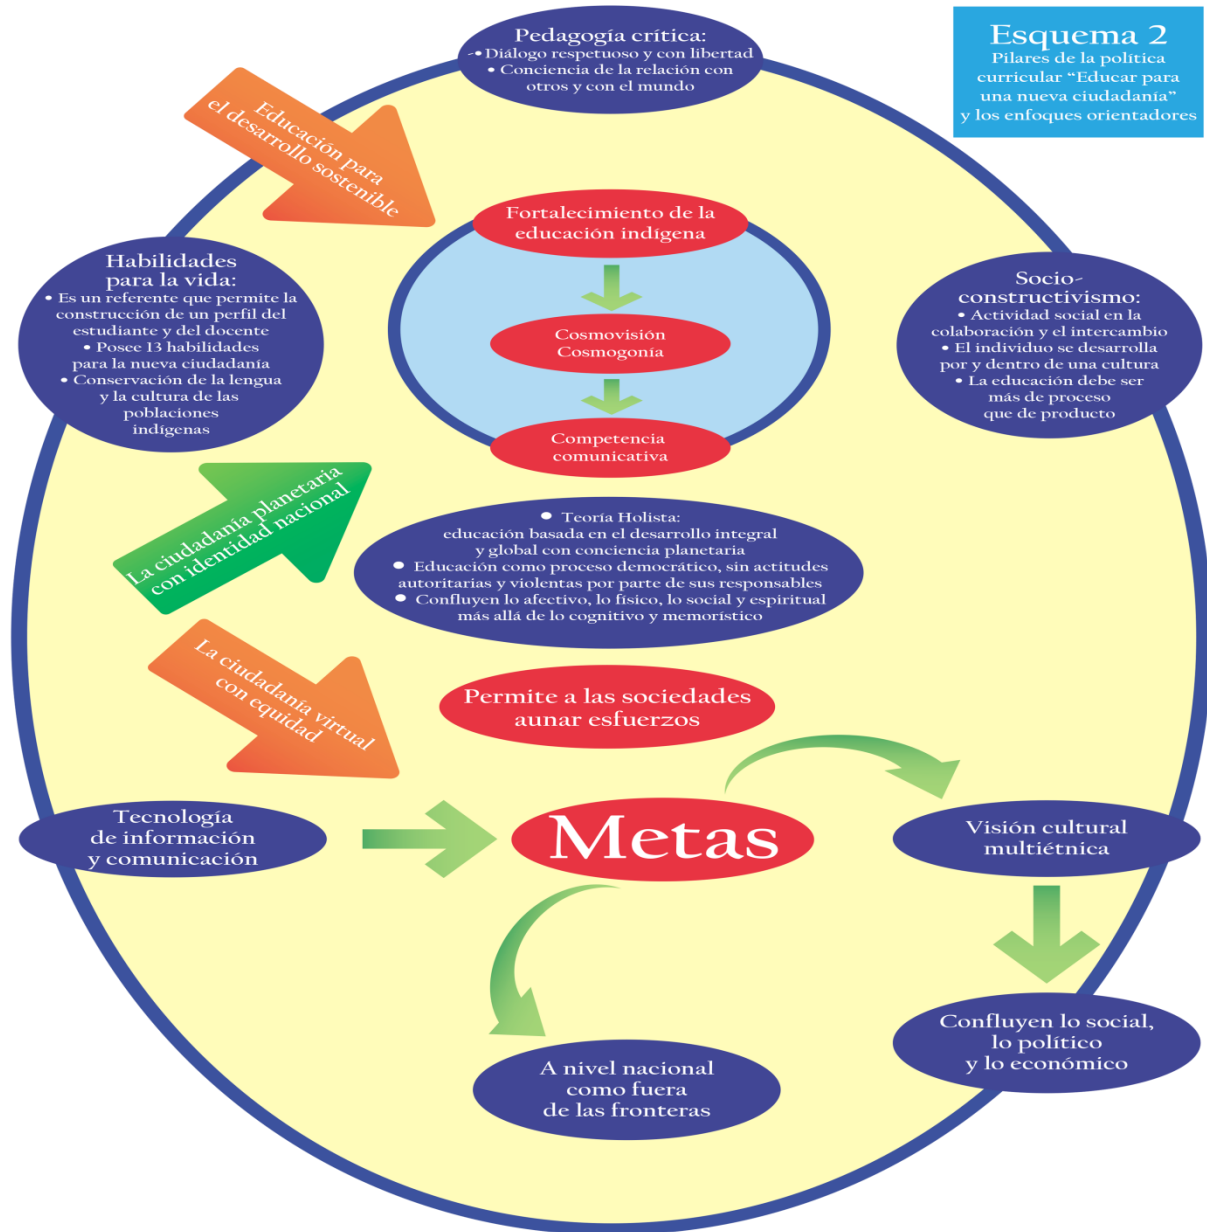 Esquema 2
Pilares de la política
curricular “Educar para
una nueva ciudadanía”
y los enfoques orientadores
Pedagogía crítica:
-• Diálogo respetuoso y con libertad
• Conciencia de la relación con
otros y con el mundo
Educación para
el desarrollo sostenible
Fortalecimiento de la
educación indígena
Cosmovisión
Cosmogonía
Competencia
comunicativa
Habilidades
para la vida:
• Es un referente que permite la
construcción de un perfil del
estudiante y del docente
• Posee 13 habilidades
para la nueva ciudadanía
• Conservación de la lengua
y la cultura de las
poblaciones
indígenas
Socio-
constructivismo:
• Actividad social en la
colaboración y el intercambio
• El individuo se desarrolla
por y dentro de una cultura
• La educación debe ser
más de proceso
que de producto
La ciudadanía planetaria
con identidad nacional
• Teoría Holista:
educación basada en el desarrollo integral
y global con conciencia planetaria
• Educación como proceso democrático, sin actitudes
autoritarias y violentas por parte de sus responsables
• Confluyen lo afectivo, lo físico, lo social y espiritual
más allá de lo cognitivo y memorístico
La ciudadanía virtual
con equidad
Permite a las sociedades
aunar esfuerzos
Tecnología
de información
y comunicación
Metas
Visión cultural
multiétnica
Confluyen lo social,
lo político
y lo económico
A nivel nacional
como fuera
de las fronteras